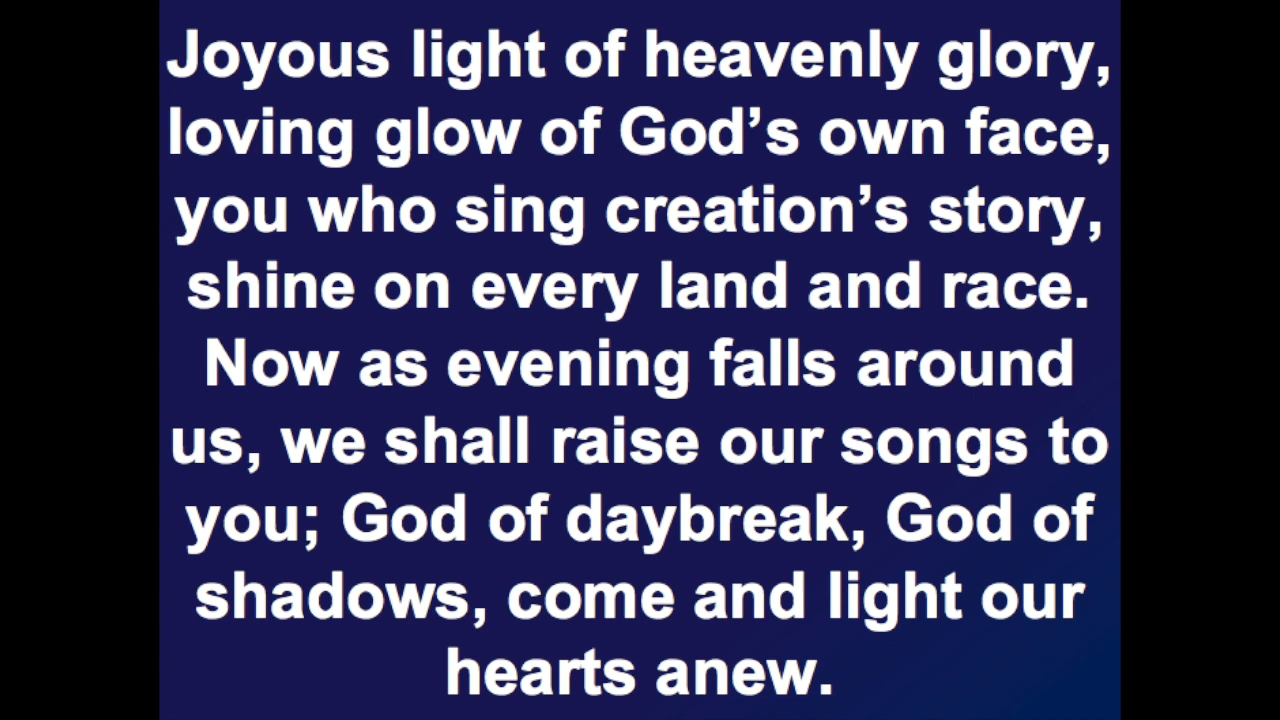 Joyous light of heavenly glory,
loving glow of God’s own face,
you who sing creation’s story,
shine on every land and race.
Now as evening falls around
us, we shall raise our songs to
you; God of daybreak, God of
shadows, come and light our
hearts anew.